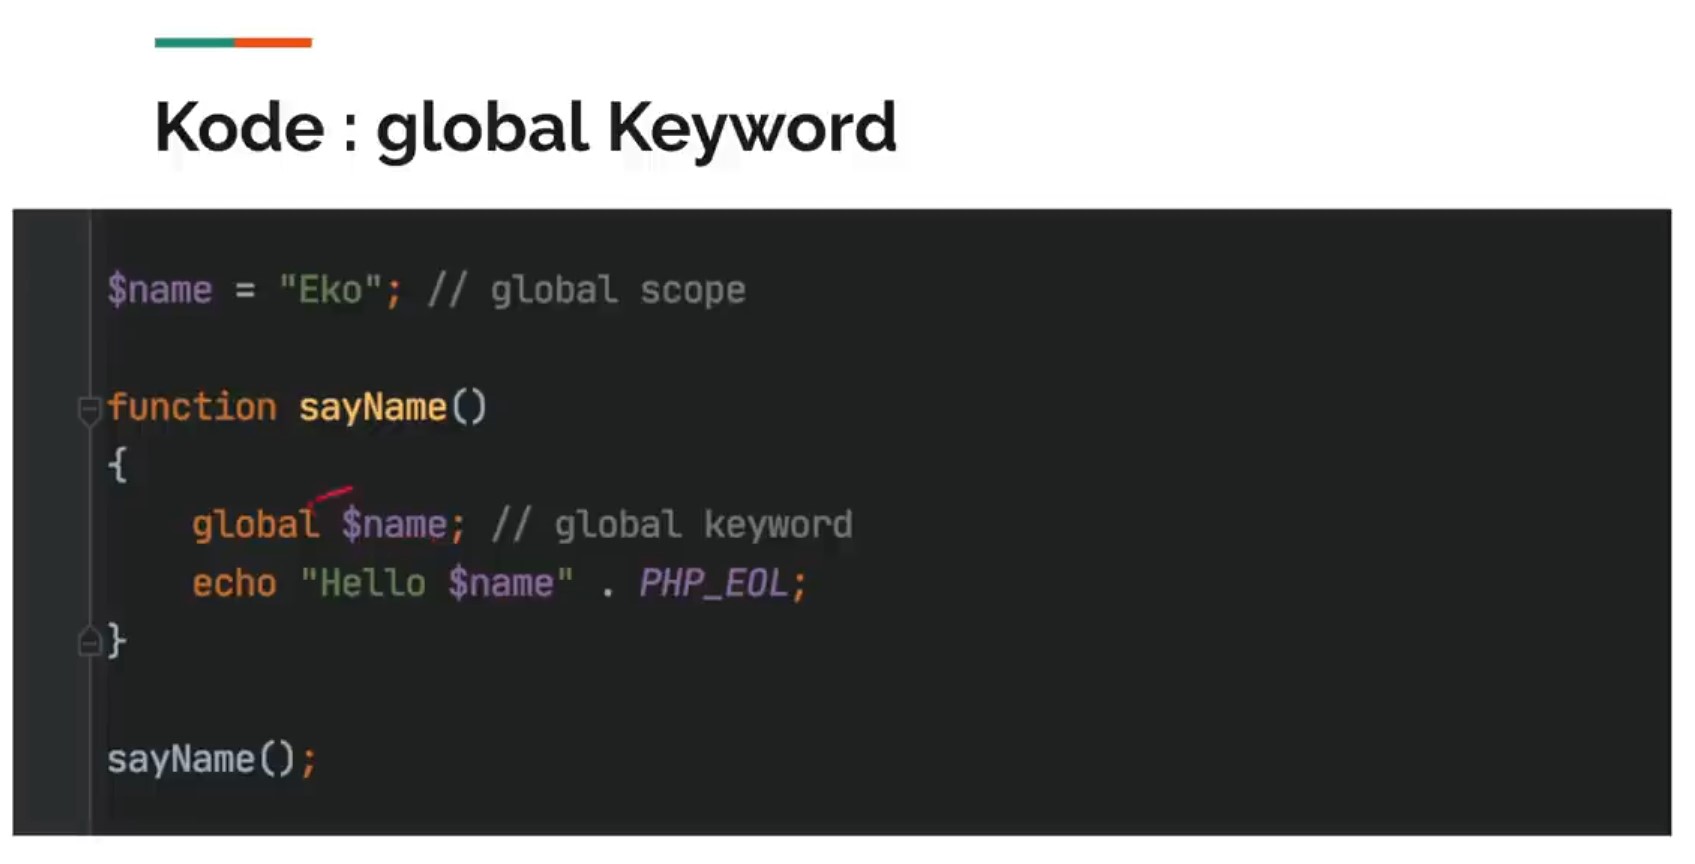 Kode : global Keyword
$name = "Eko"; // global scope
function sayName()
{
global $name; // global keyword
echo "Hello $name" . PHP_EOL;
}
sayName();